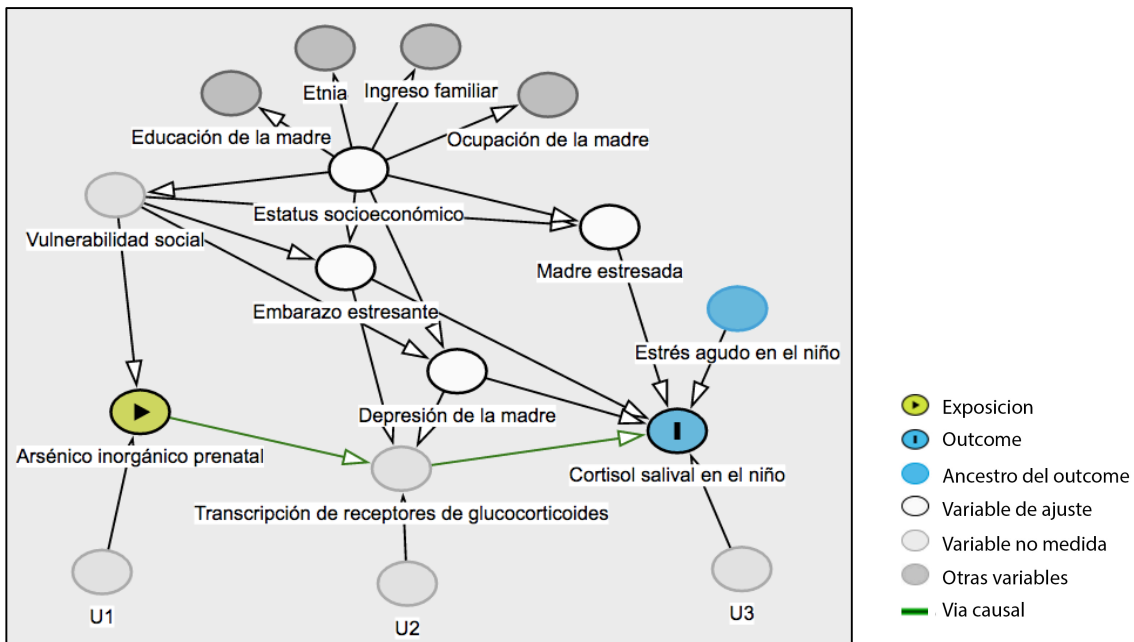 Etnia
Ingreso familiar
Educación de la madre
Ocupación de la madre
Estatus socioeconómico
Vulnerabilidad social
Madre estresada
Embarazo estresante
Estrés agudo en el niño
Depresión de la madre
Arsénico inorgánico prenatal
Cortisol salival en el niño
Transcripción de receptores de glucocorticoides
U1
U2
U3
Exposicion
Outcome
Ancestro del outcome
Variable de ajuste
Variable no medida
Otras variables
Via causal